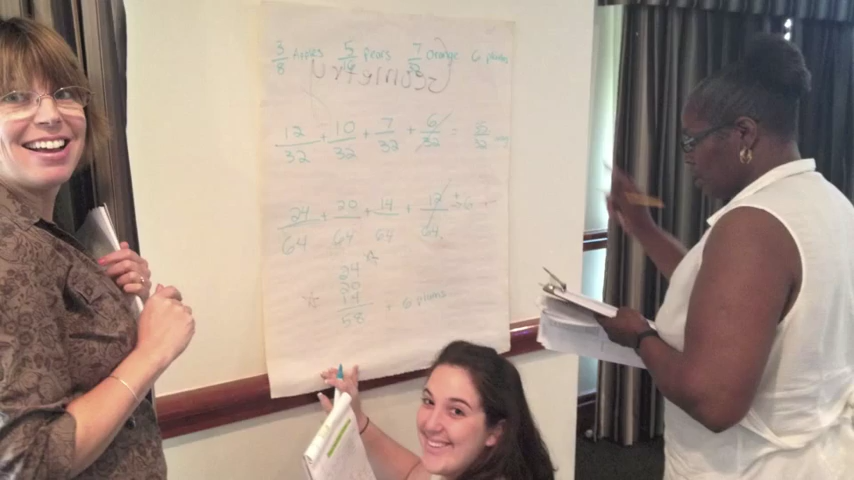 3/8 Apples 5/16 Pears 7/32 Orange 6 plums
12/32 + 10/32 + 7/32 + 6/32 =
24/64 + 20/64 + 14/64 + 12/64 ÷ 6
24
20
14
58 + 6 plums